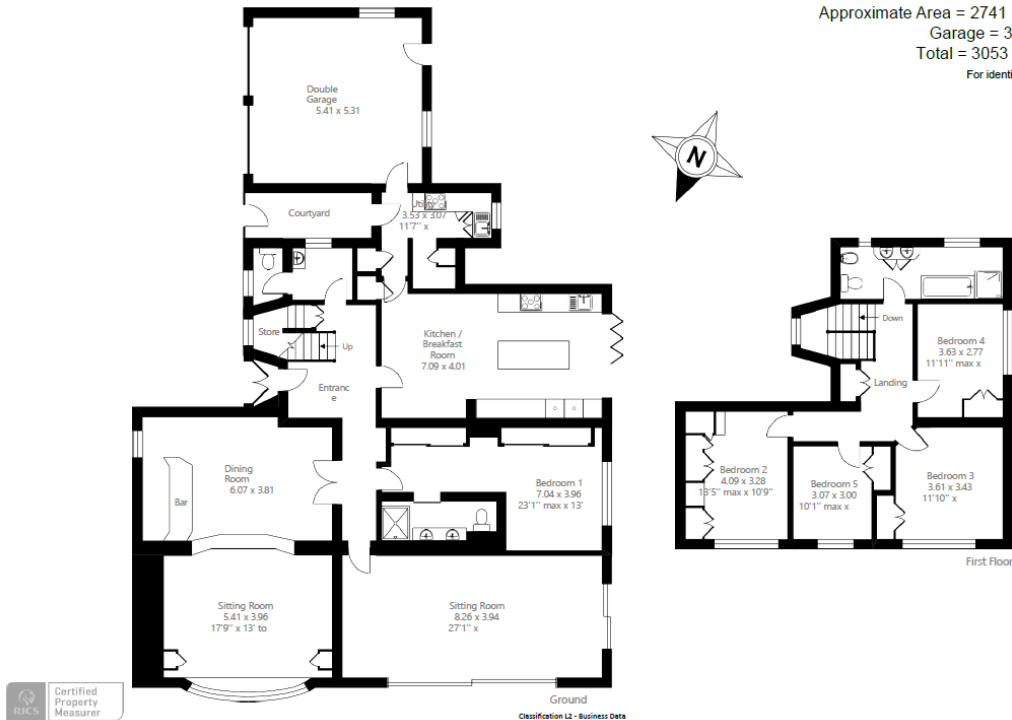 Approximate Area = 2741
Garage = 3
Total = 3053
For identi
Double
Garage
5.41 x 5.31
N
Courtyard
3.53 x 3.07
11'7" x
Store
Up
Entranc
e
Kitchen /
Breakfast
Room
7.09 x 4.01
Down
Landing
Bedroom 4
3.63 x 2.77
11'11" max x
Dining
Room
6.07 x 3.81
Bar
Bedroom 1
7.04 x 3.96
23'1" max x 13'
Bedroom 2
4.09 x 3.28
13'5" max x 10'9"
Bedroom 5
3.07 x 3.00
10'1" max x
Bedroom 3
3.61 x 3.43
11'10" x
First Floor
Sitting Room
5.41 x 3.96
17'9" x 13' to
Sitting Room
8.26 x 3.94
27'1" x
Ground
RICS
Certified
Property
Measurer
Classification L2 - Business Data